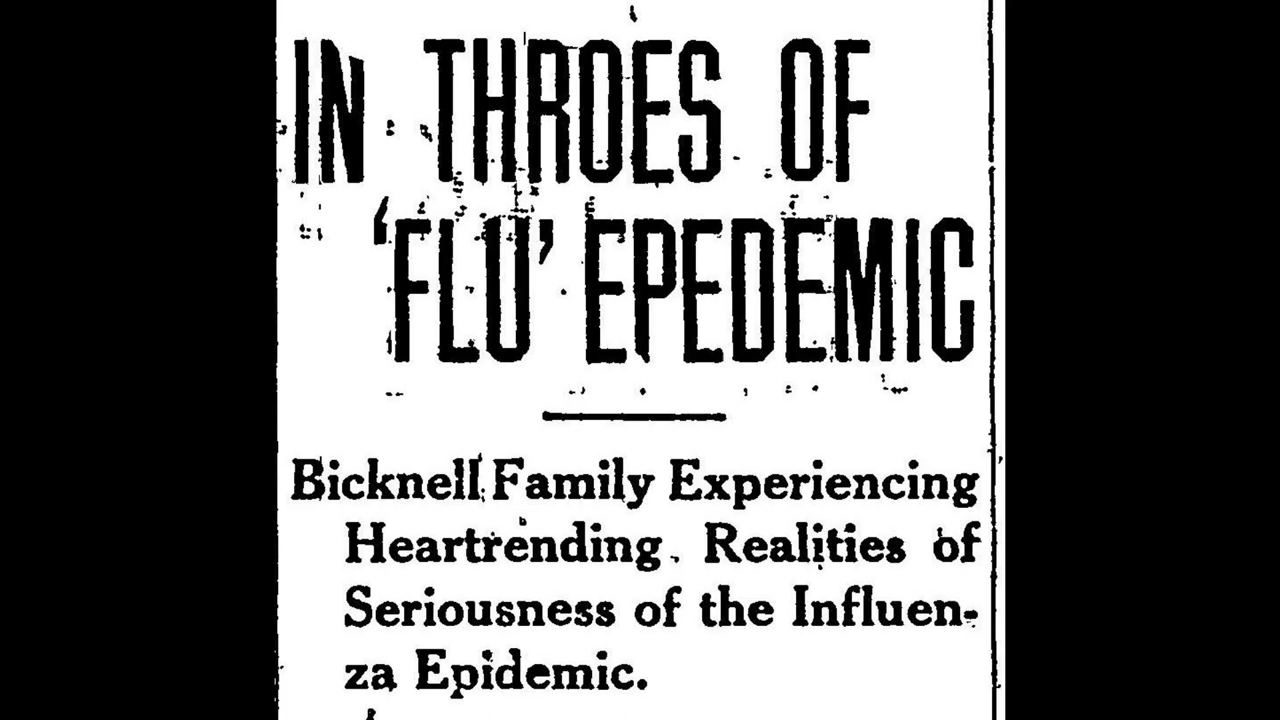 IN THROES OF
'FLU' EPEDEMIC
Bicknell Family Experiencing
Heartrending Realities of
Seriousness of the Influen-
za Epidemic.